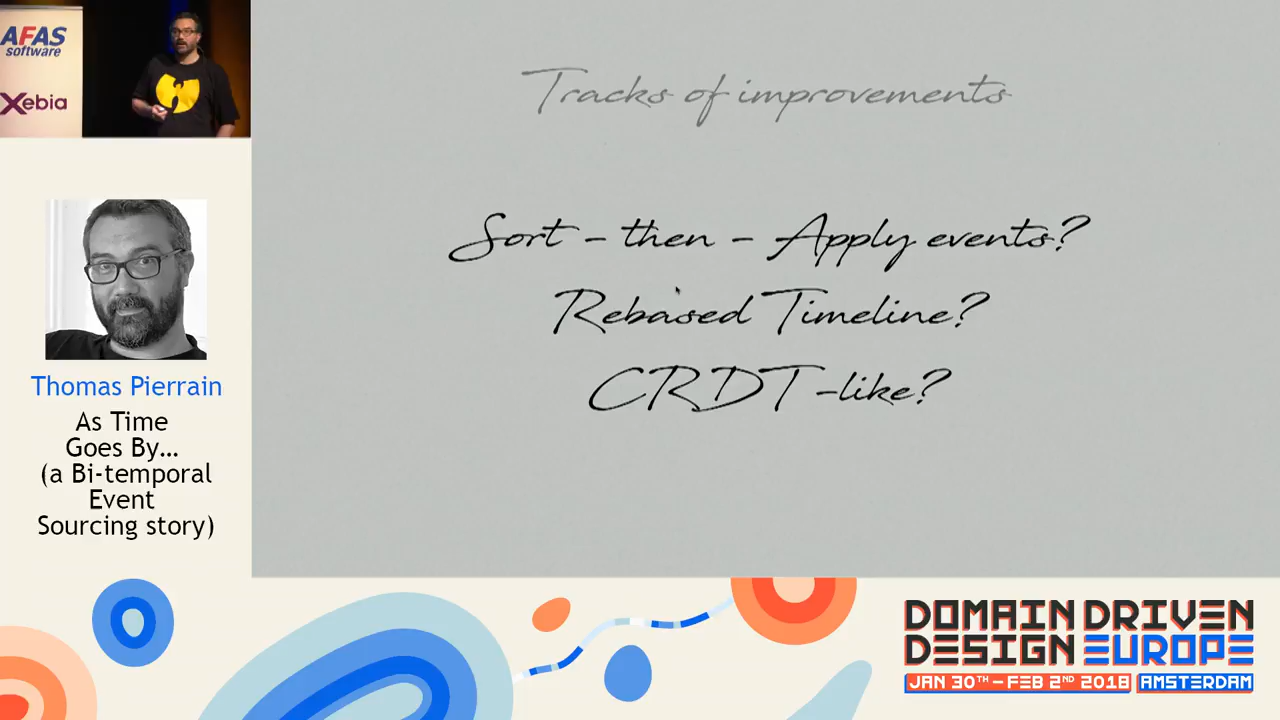 AFAS
software
Xebia
Tracks of improvements
Sort - then - Apply events?
Rebased Timeline?
CRDT-like?
Thomas Pierrain
As Time
Goes By...
(a Bi-temporal
Event
Sourcing story)
DOMAIN DRIVEN
DESIGN EUROPE
JAN 30TH - FEB 2ND 2018 AMSTERDAM